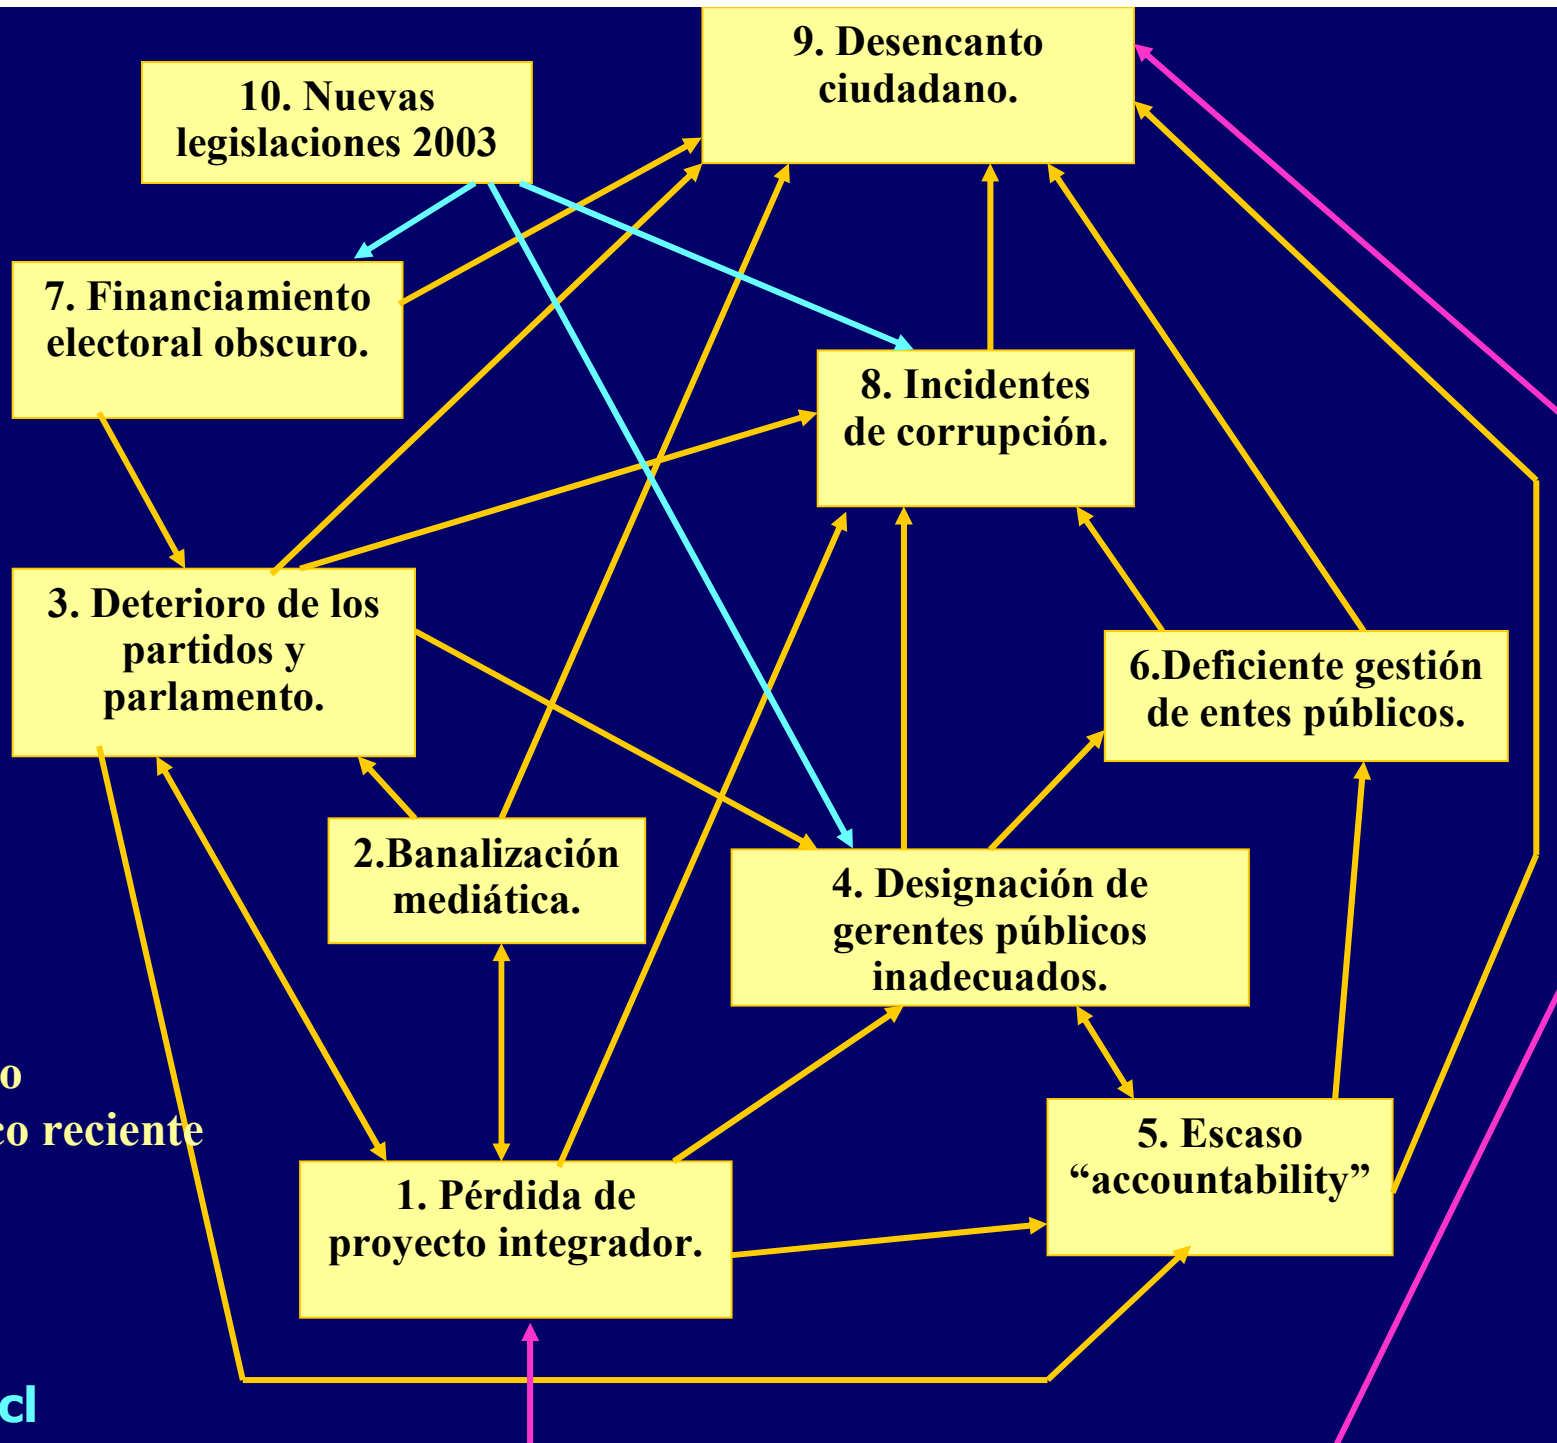 9. Desencanto
ciudadano.
10. Nuevas
legislaciones 2003
7. Financiamiento
electoral obscuro.
8. Incidentes
de corrupción.
3. Deterioro de los
partidos y
parlamento.
6.Deficiente gestión
de entes públicos.
2.Banalización
mediática.
4. Designación de
gerentes públicos
inadecuados.
o
co reciente
5. Escaso
“accountability”
1. Pérdida de
proyecto integrador.
cl